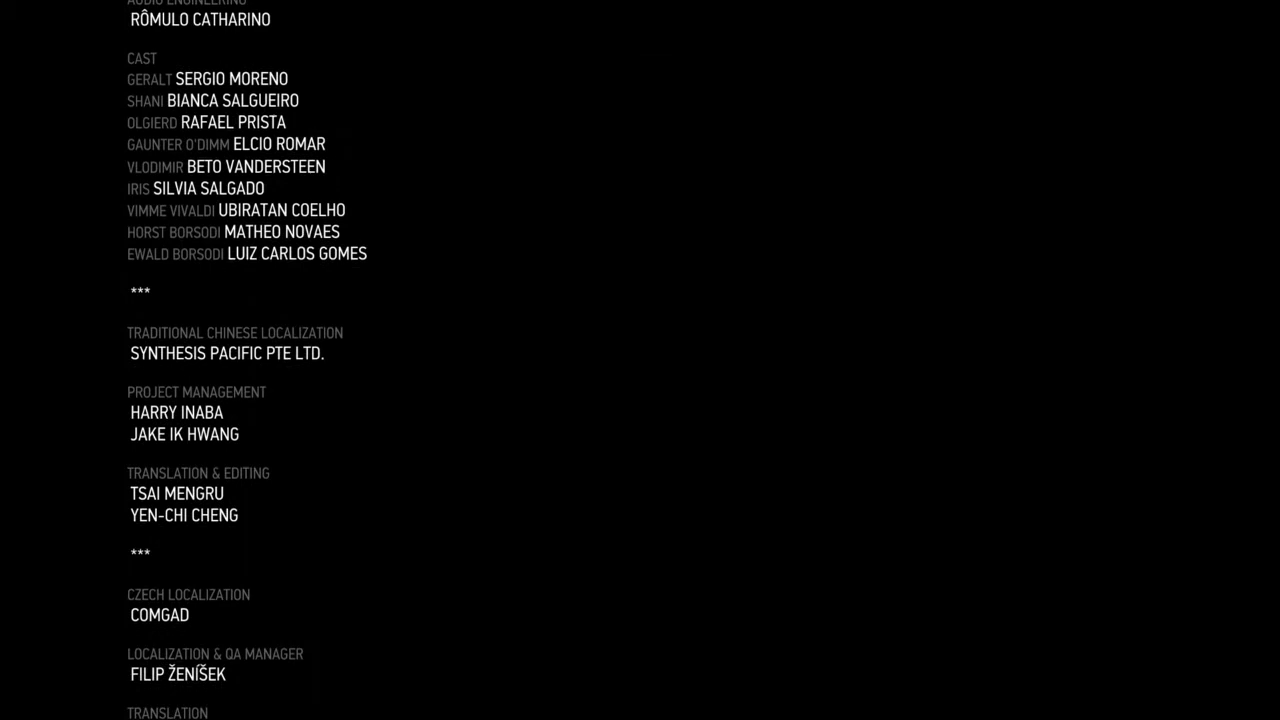 AUDIO ENGINEERING
RÔMULO CATHARINO
CAST
GERALT SERGIO MORENO
SHANI BIANCA SALGUEIRO
OLGIERD RAFAEL PRISTA
GAUNTER O'DIMM ELCIO ROMAR
VLODIMIR BETO VANDERSTEEN
IRIS SILVIA SALGADO
VIMME VIVALDI UBIRATAN COELHO
HORST BORSODI MATHEO NOVAES
EWALD BORSODI LUIZ CARLOS GOMES
***
TRADITIONAL CHINESE LOCALIZATION
SYNTHESIS PACIFIC PTE LTD.
PROJECT MANAGEMENT
HARRY INABA
JAKE IK HWANG
TRANSLATION & EDITING
TSAI MENGRU
YEN-CHI CHENG
***
CZECH LOCALIZATION
COMGAD
LOCALIZATION & QA MANAGER
FILIP ŽENÍŠEK
TRANSLATION